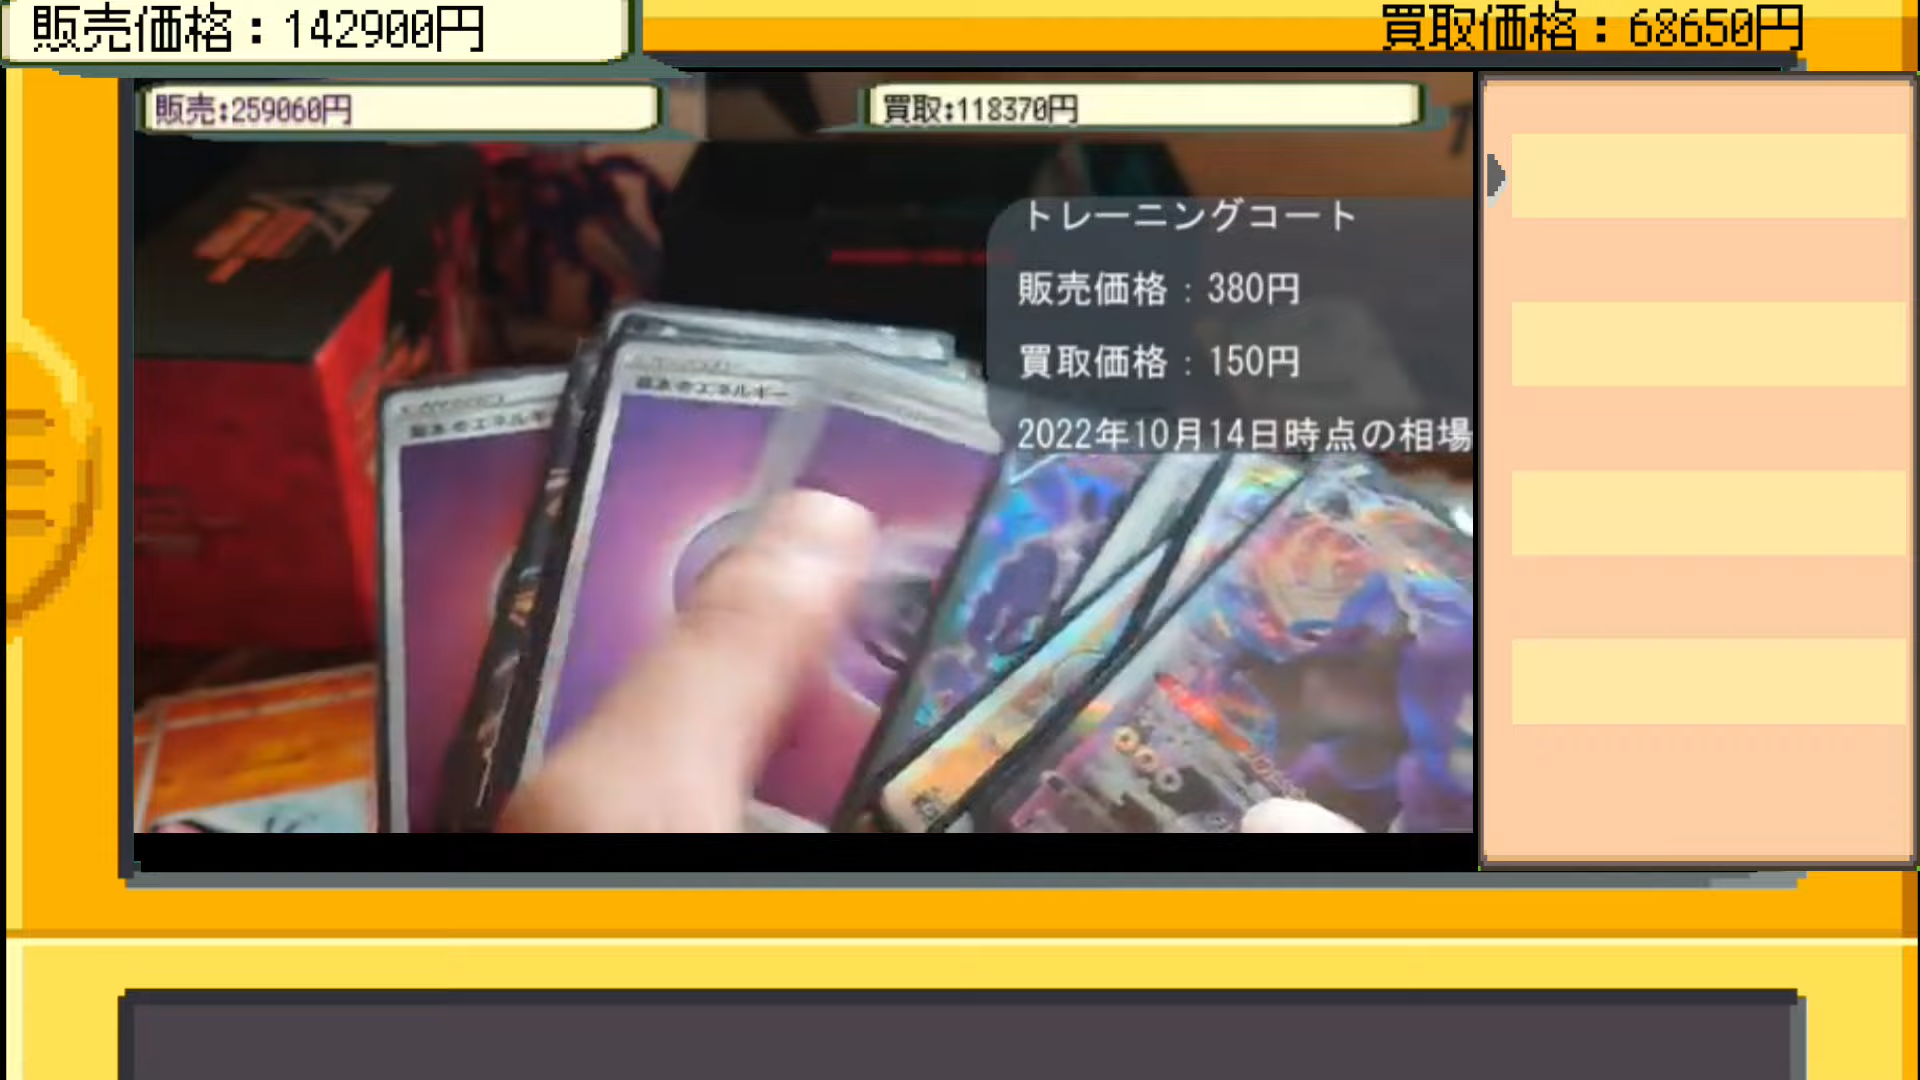 販売価格：142900円
買取価格：68650円
販売:259060円
買取:118370円
トレーニングコート
販売価格：380円
買取価格：150円
2022年10月14日時点の相場